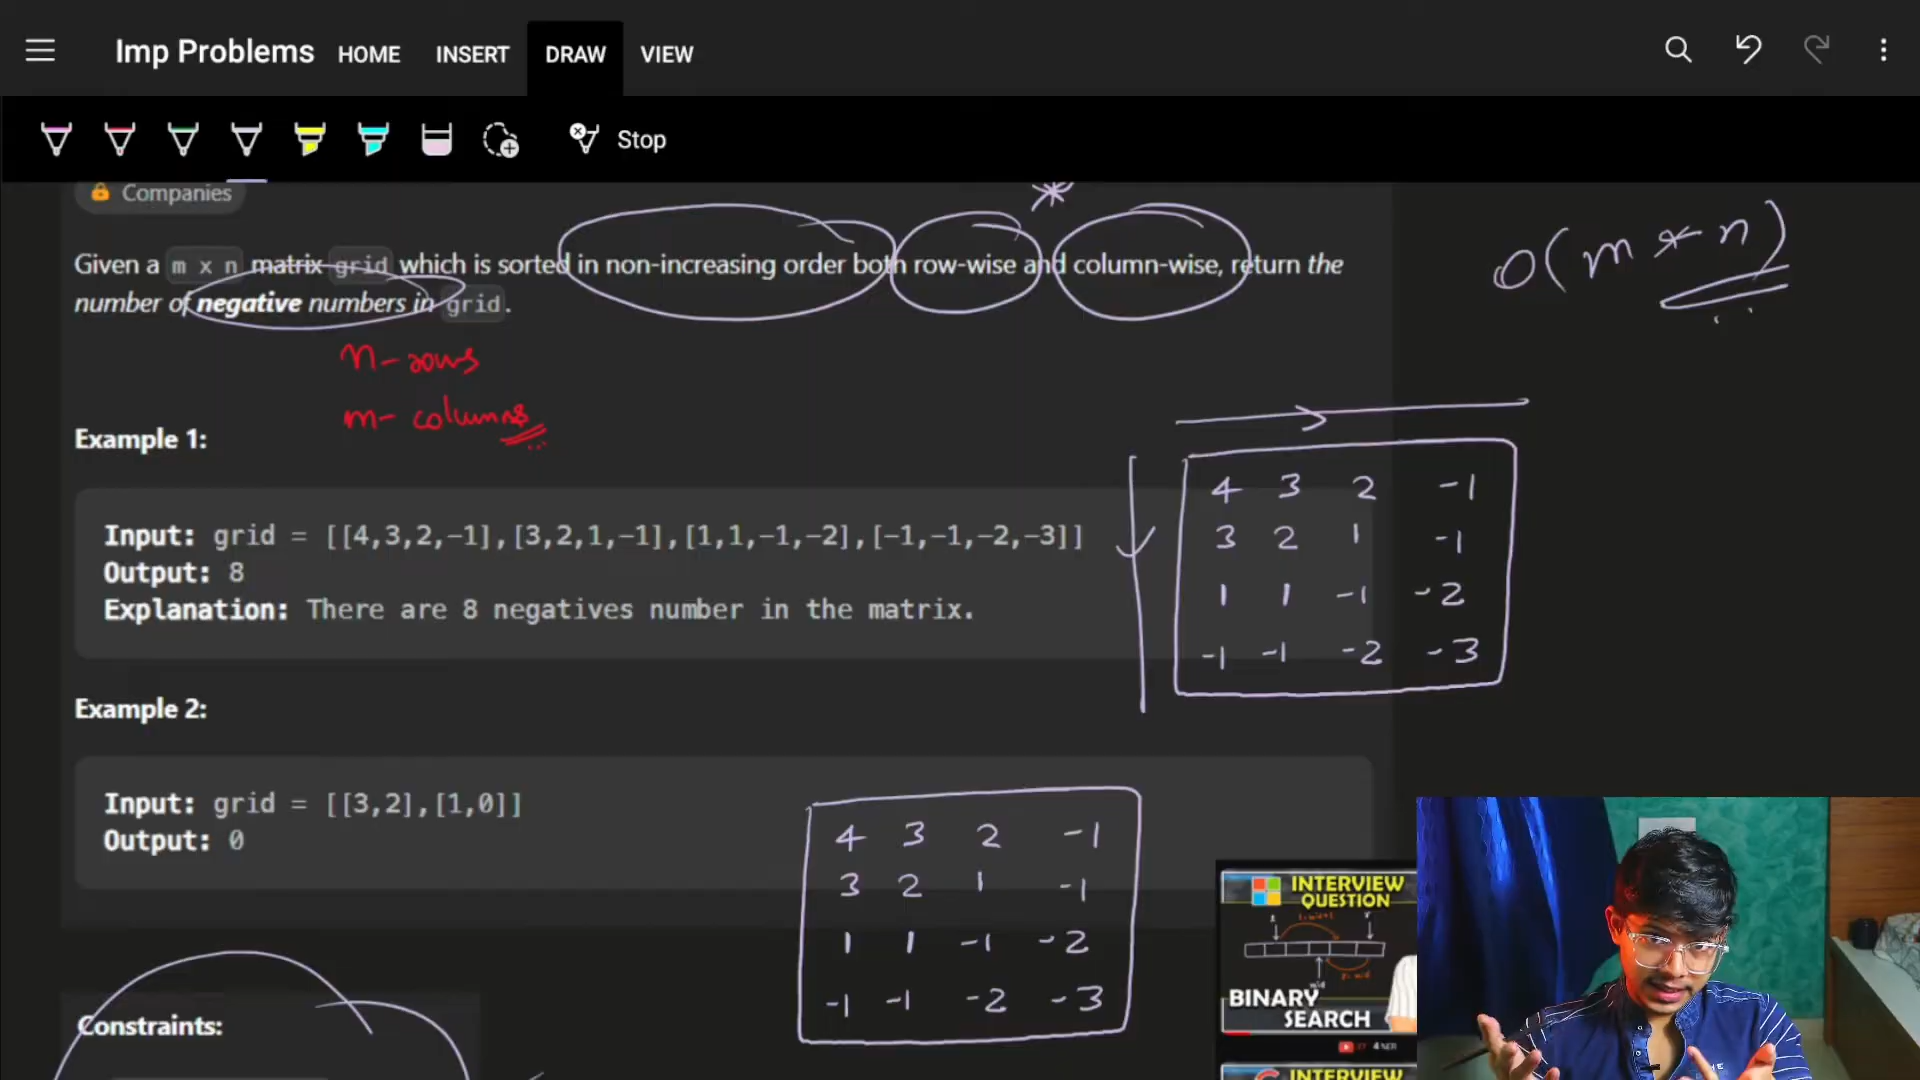 Imp Problems HOME INSERT DRAW VIEW
Stop
Companies
Given a m x n matrix grid which is sorted in non-increasing order both row-wise and column-wise, return the
number of negative numbers in grid.
O(m * n)
n - rows
m - columns
Example 1:
Input: grid = [[4,3,2,-1],[3,2,1,-1],[1,1,-1,-2],[-1,-1,-2,-3]]
Output: 8
Explanation: There are 8 negatives number in the matrix.
4 3 2 -1
3 2 1 -1
1 1 -1 -2
-1 -1 -2 -3
Example 2:
Input: grid = [[3,2],[1,0]]
Output: 0
4 3 2 -1
3 2 1 -1
1 1 -1 -2
-1 -1 -2 -3
INTERVIEW
QUESTION
BINARY
SEARCH
INTERVIEW
Constraints: